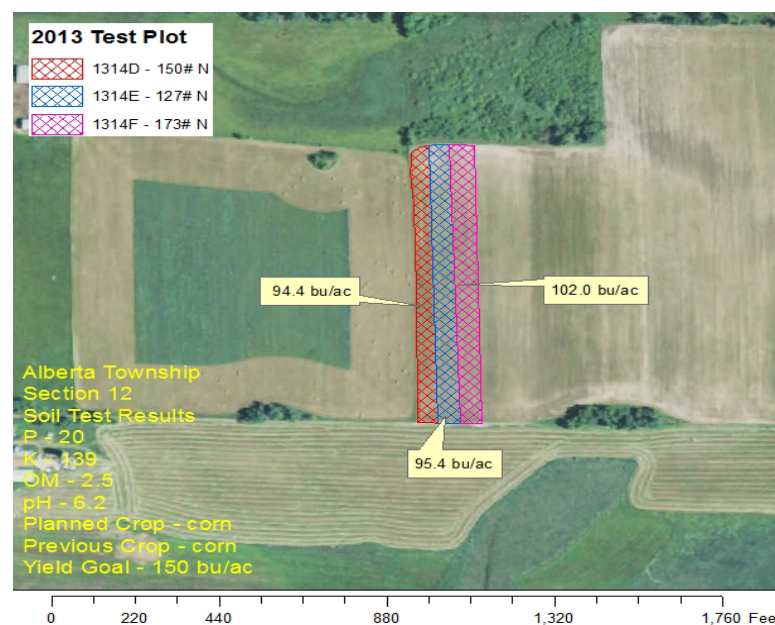 2013 Test Plot
1314D - 150# N
1314E - 127# N
1314F - 173# N
94.4 bu/ac
102.0 bu/ac
95.4 bu/ac
Alberta Township
Section 12
Soil Test Results
P - 20
K - 139
OM - 2.5
pH - 6.2
Planned Crop - corn
Previous Crop - corn
Yield Goal - 150 bu/ac
0 220 440 880 1,320 1,760 Fee